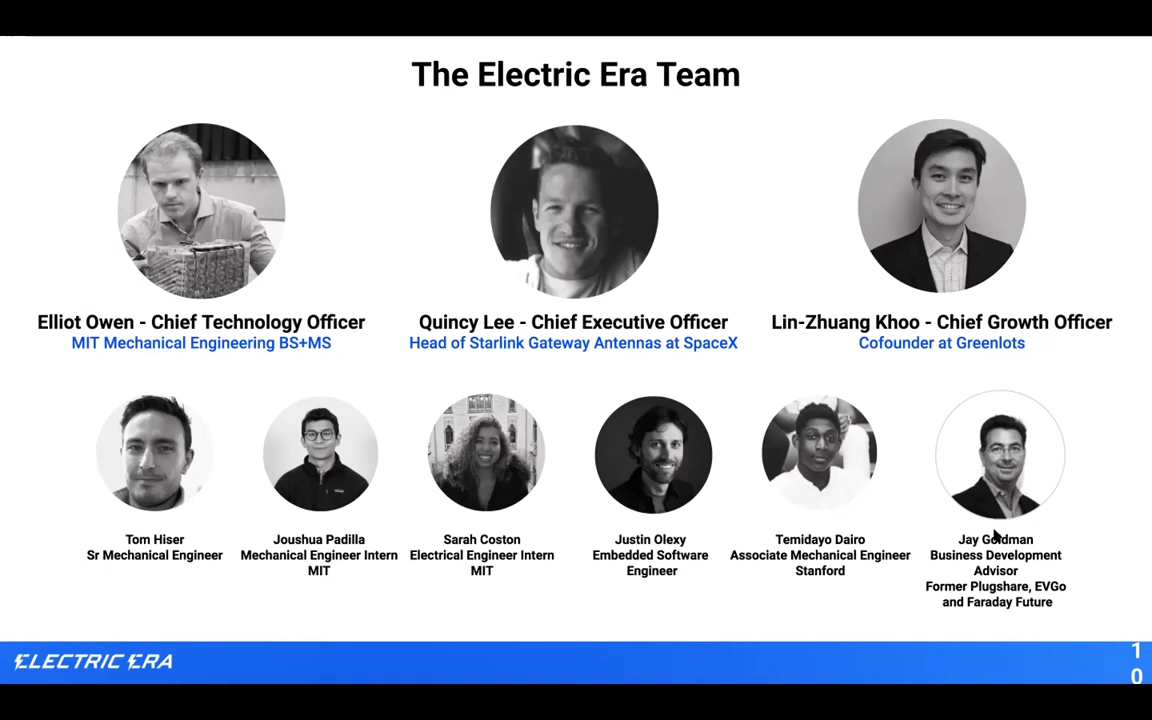 The Electric Era Team
Elliot Owen - Chief Technology Officer
MIT Mechanical Engineering BS+MS
Quincy Lee - Chief Executive Officer
Head of Starlink Gateway Antennas at SpaceX
Lin-Zhuang Khoo - Chief Growth Officer
Cofounder at Greenlots
Tom Hiser
Sr Mechanical Engineer
Joushua Padilla
Mechanical Engineer Intern
MIT
Sarah Coston
Electrical Engineer Intern
MIT
Justin Olexy
Embedded Software
Engineer
Temidayo Dairo
Associate Mechanical Engineer
Stanford
Jay Goldman
Business Development
Advisor
Former Plugshare, EVGo
and Faraday Future
ELECTRIC ERA
1
0